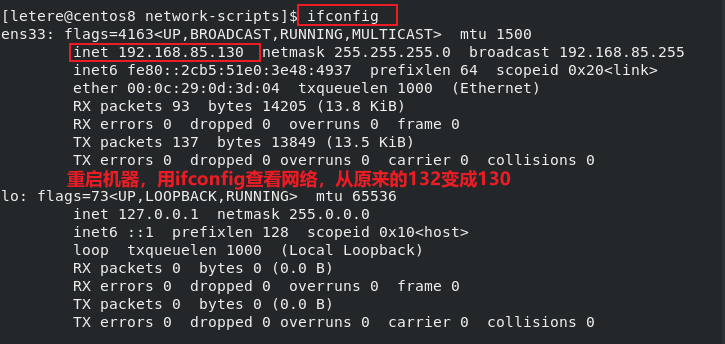 [letere@centos8 network-scripts]$ ifconfig
ens33: flags=4163<UP,BROADCAST,RUNNING,MULTICAST>  mtu 1500
        inet 192.168.85.130  netmask 255.255.255.0  broadcast 192.168.85.255
        inet6 fe80::2cb5:51e0:3e48:4937  prefixlen 64  scopeid 0x20<link>
        ether 00:0c:29:0d:3d:04  txqueuelen 1000  (Ethernet)
        RX packets 93  bytes 14205 (13.8 KiB)
        RX errors 0  dropped 0  overruns 0  frame 0
        TX packets 137  bytes 13849 (13.5 KiB)
        TX errors 0  dropped 0 overruns 0  carrier 0  collisions 0
重启机器，用ifconfig查看网络，从原来的132变成130
lo: flags=73<UP,LOOPBACK,RUNNING>  mtu 65536
        inet 127.0.0.1  netmask 255.0.0.0
        inet6 ::1  prefixlen 128  scopeid 0x10<host>
        loop  txqueuelen 1000  (Local Loopback)
        RX packets 0  bytes 0 (0.0 B)
        RX errors 0  dropped 0  overruns 0  frame 0
        TX packets 0  bytes 0 (0.0 B)
        TX errors 0  dropped 0 overruns 0  carrier 0  collisions 0